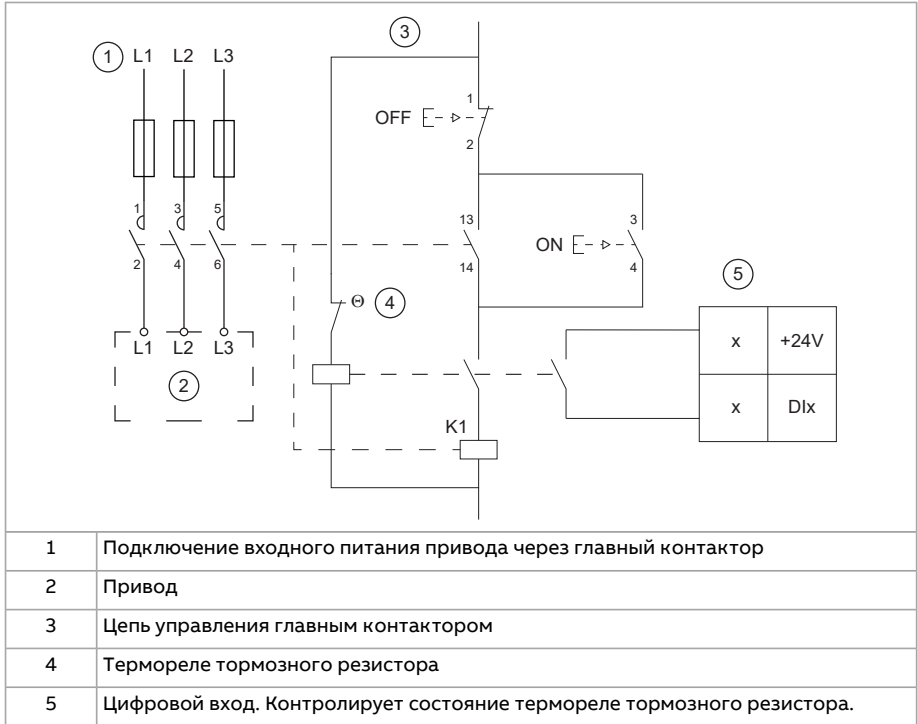 3
1 L1 L2 L3
1
OFF
2
1 3 5
13
3
ON
2 4 6
14
4
5
Θ 4
L1 L2 L3
x +24V
2
x DIx
K1
1 Подключение входного питания привода через главный контактор
2 Привод
3 Цепь управления главным контактором
4 Термореле тормозного резистора
5 Цифровой вход. Контролирует состояние термореле тормозного резистора.